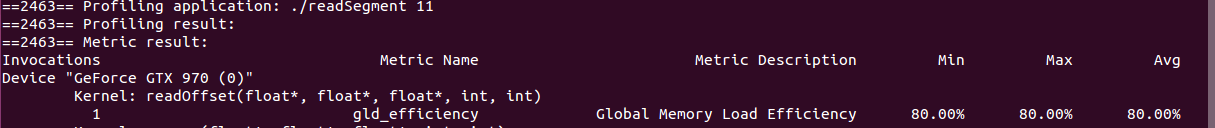 ==2463== Profiling application: ./readSegment 11
==2463== Profiling result:
==2463== Metric result:
Invocations Metric Name Metric Description Min Max Avg
Device "GeForce GTX 970 (0)"
Kernel: readOffset(float*, float*, float*, int, int)
1 gld_efficiency Global Memory Load Efficiency 80.00% 80.00% 80.00%